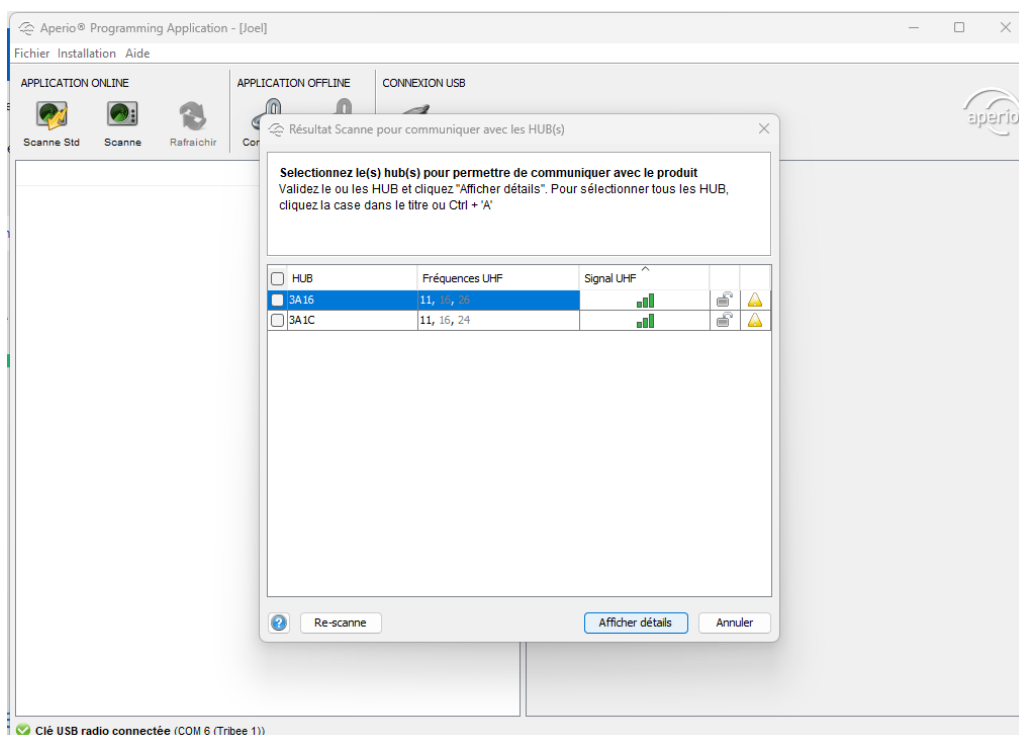 Aperio® Programming Application - [Joel]
Fichier Installation Aide
APPLICATION ONLINE APPLICATION OFFLINE CONNEXION USB
Scanne Std Scanne Rafraichir
aperio
Résultat Scanne pour communiquer avec les HUB(s)
Selectionnez le(s) hub(s) pour permettre de communiquer avec le produit
Validez le ou les HUB et cliquez "Afficher détails". Pour sélectionner tous les HUB,
cliquez la case dans le titre ou Ctrl + 'A'
HUB Fréquences UHF Signal UHF
3A16 11, 16, 26
3A1C 11, 16, 24
Re-scanne Afficher détails Annuler
Clé USB radio connectée (COM 6 (Tribee 1))